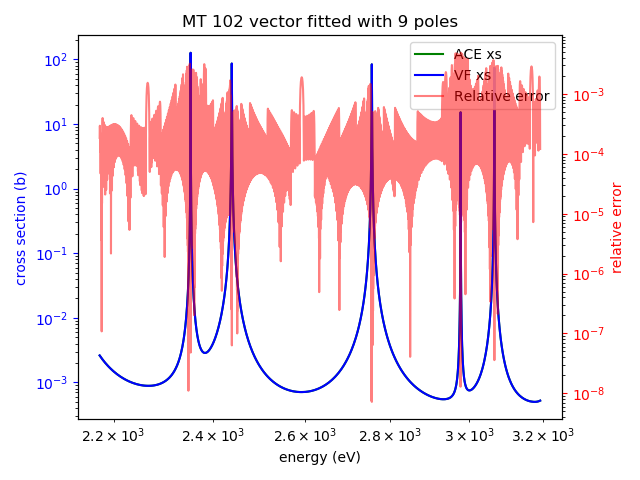 MT 102 vector fitted with 9 poles
ACE xs
VF xs
Relative error
cross section (b)
10²
10¹
10⁰
10⁻¹
10⁻²
10⁻³
relative error
10⁻³
10⁻⁴
10⁻⁵
10⁻⁶
10⁻⁷
10⁻⁸
2.2 × 10³ 2.4 × 10³ 2.6 × 10³ 2.8 × 10³ 3 × 10³ 3.2 × 10³
energy (eV)